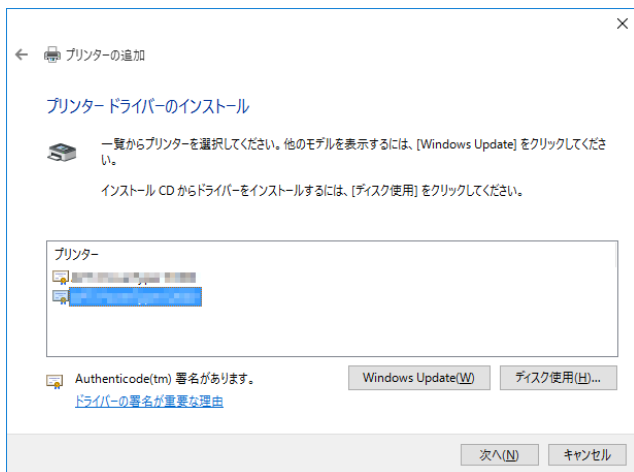 プリンターの追加
プリンター ドライバーのインストール
一覧からプリンターを選択してください。他のモデルを表示するには、[Windows Update] をクリックしてくださ
い。
インストール CD からドライバーをインストールするには、[ディスク使用] をクリックしてください。
プリンター
Authenticode(tm) 署名があります。
Windows Update(W)
ディスク使用(H)...
ドライバーの署名が重要な理由
次へ(N)
キャンセル